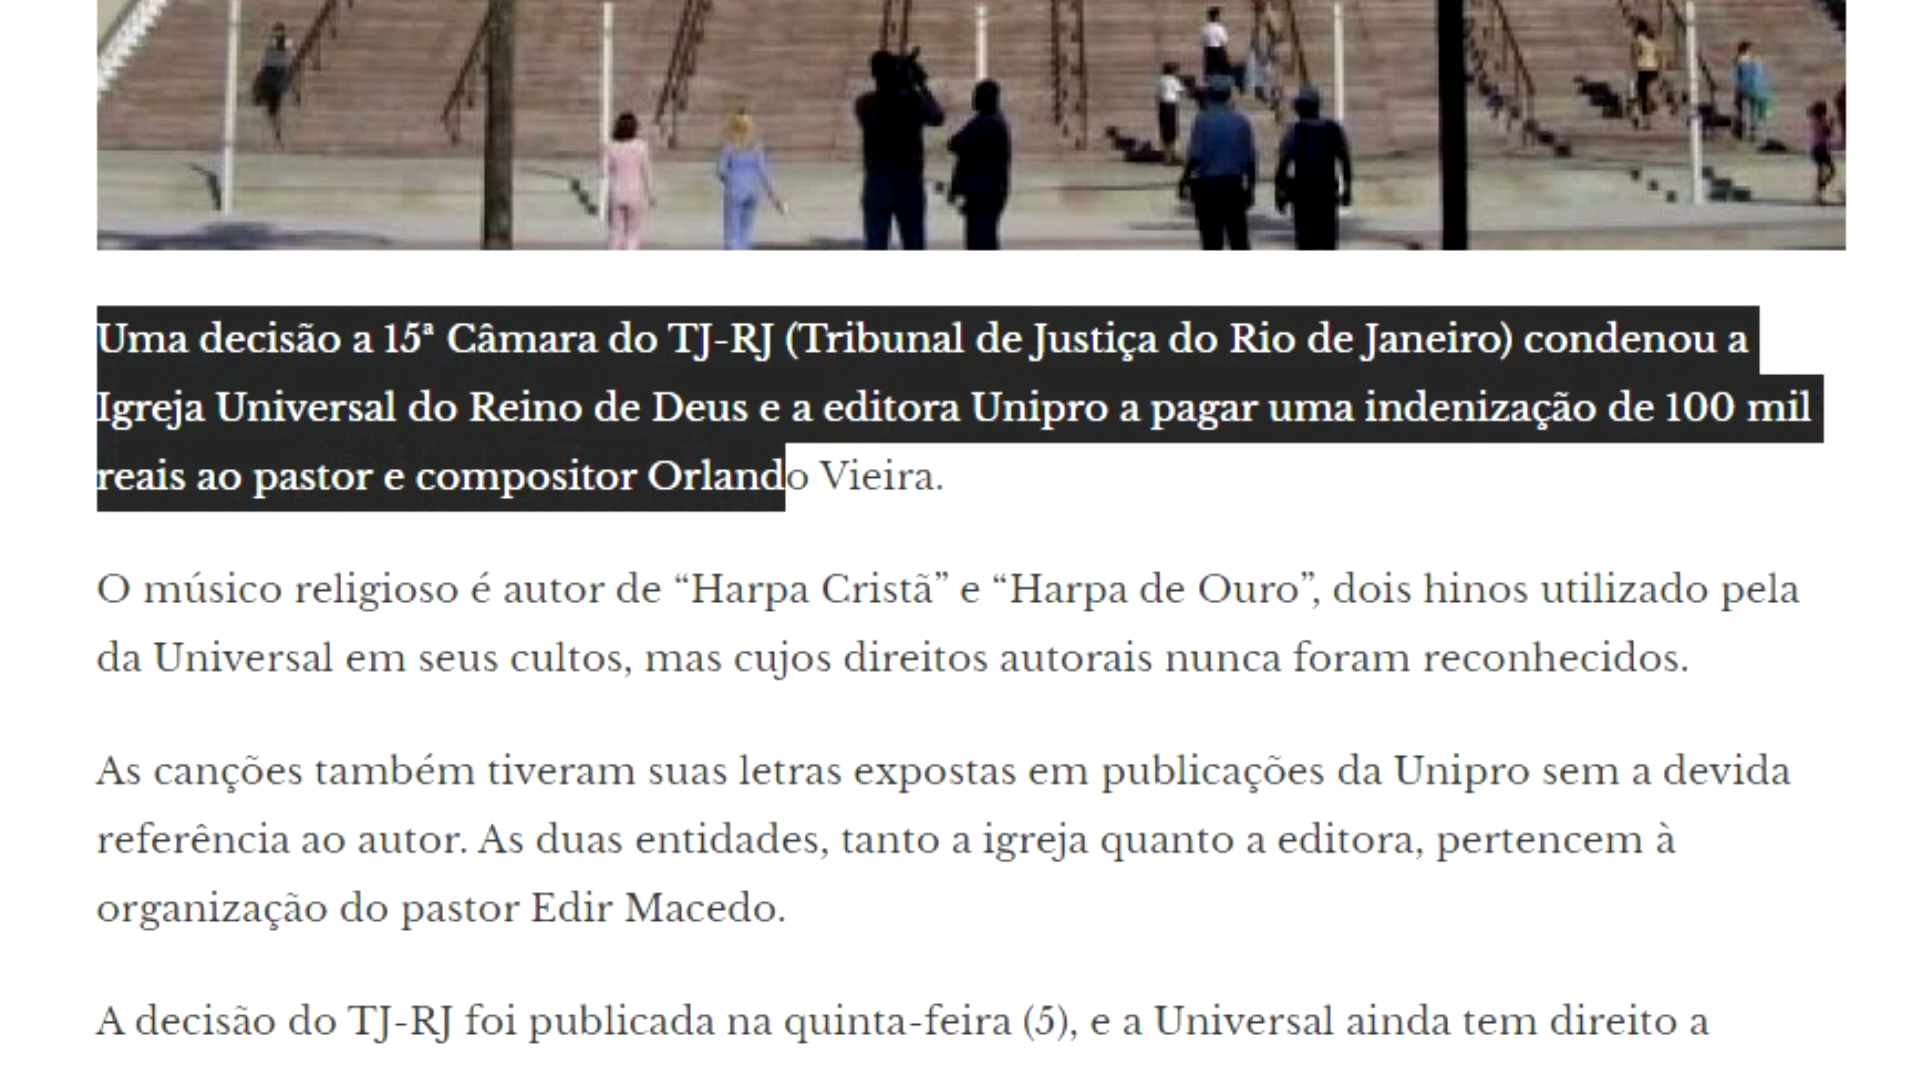 Uma decisão a 15ª Câmara do TJ-RJ (Tribunal de Justiça do Rio de Janeiro) condenou a
Igreja Universal do Reino de Deus e a editora Unipro a pagar uma indenização de 100 mil
reais ao pastor e compositor Orlando Vieira.
O músico religioso é autor de “Harpa Cristã” e “Harpa de Ouro”, dois hinos utilizado pela
da Universal em seus cultos, mas cujos direitos autorais nunca foram reconhecidos.
As canções também tiveram suas letras expostas em publicações da Unipro sem a devida
referência ao autor. As duas entidades, tanto a igreja quanto a editora, pertencem à
organização do pastor Edir Macedo.
A decisão do TJ-RJ foi publicada na quinta-feira (5), e a Universal ainda tem direito a